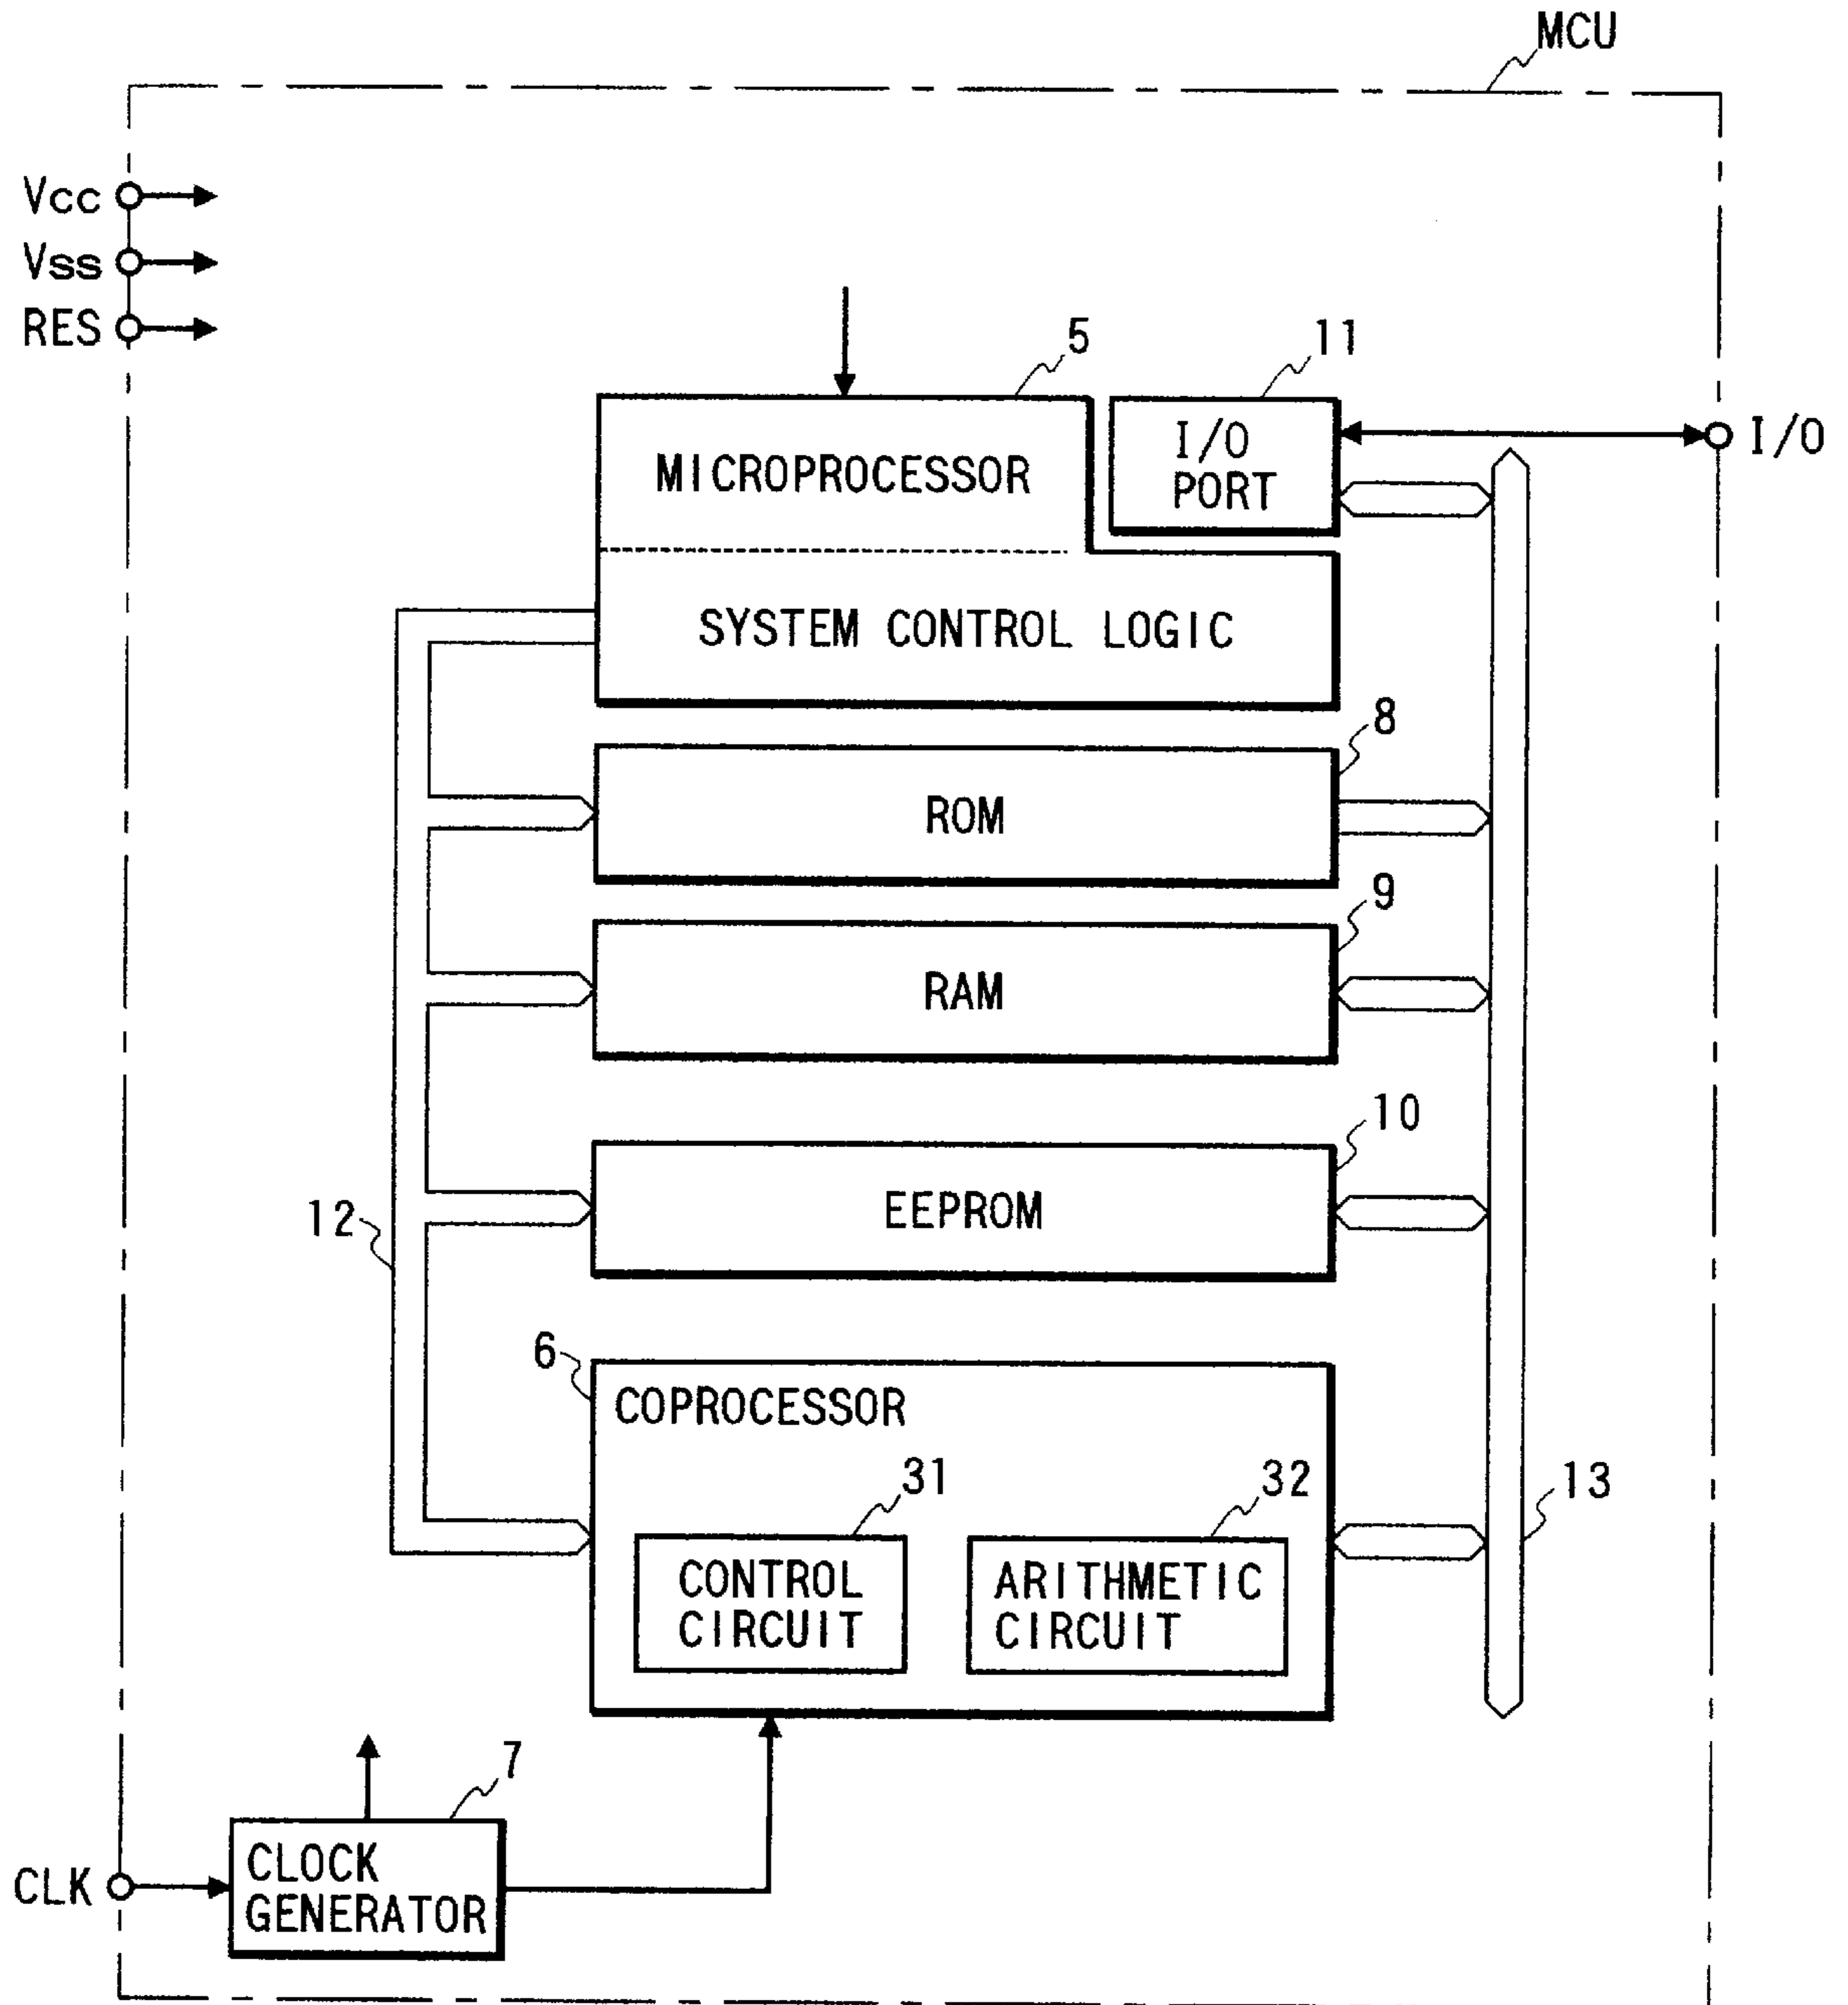 MCU
Vcc
Vss
RES
5
11
MICROPROCESSOR
I/O
PORT
I/O
SYSTEM CONTROL LOGIC
8
ROM
9
RAM
10
EEPROM
12
6
COPROCESSOR
31
32
13
CONTROL
CIRCUIT
ARITHMETIC
CIRCUIT
7
CLK
CLOCK
GENERATOR